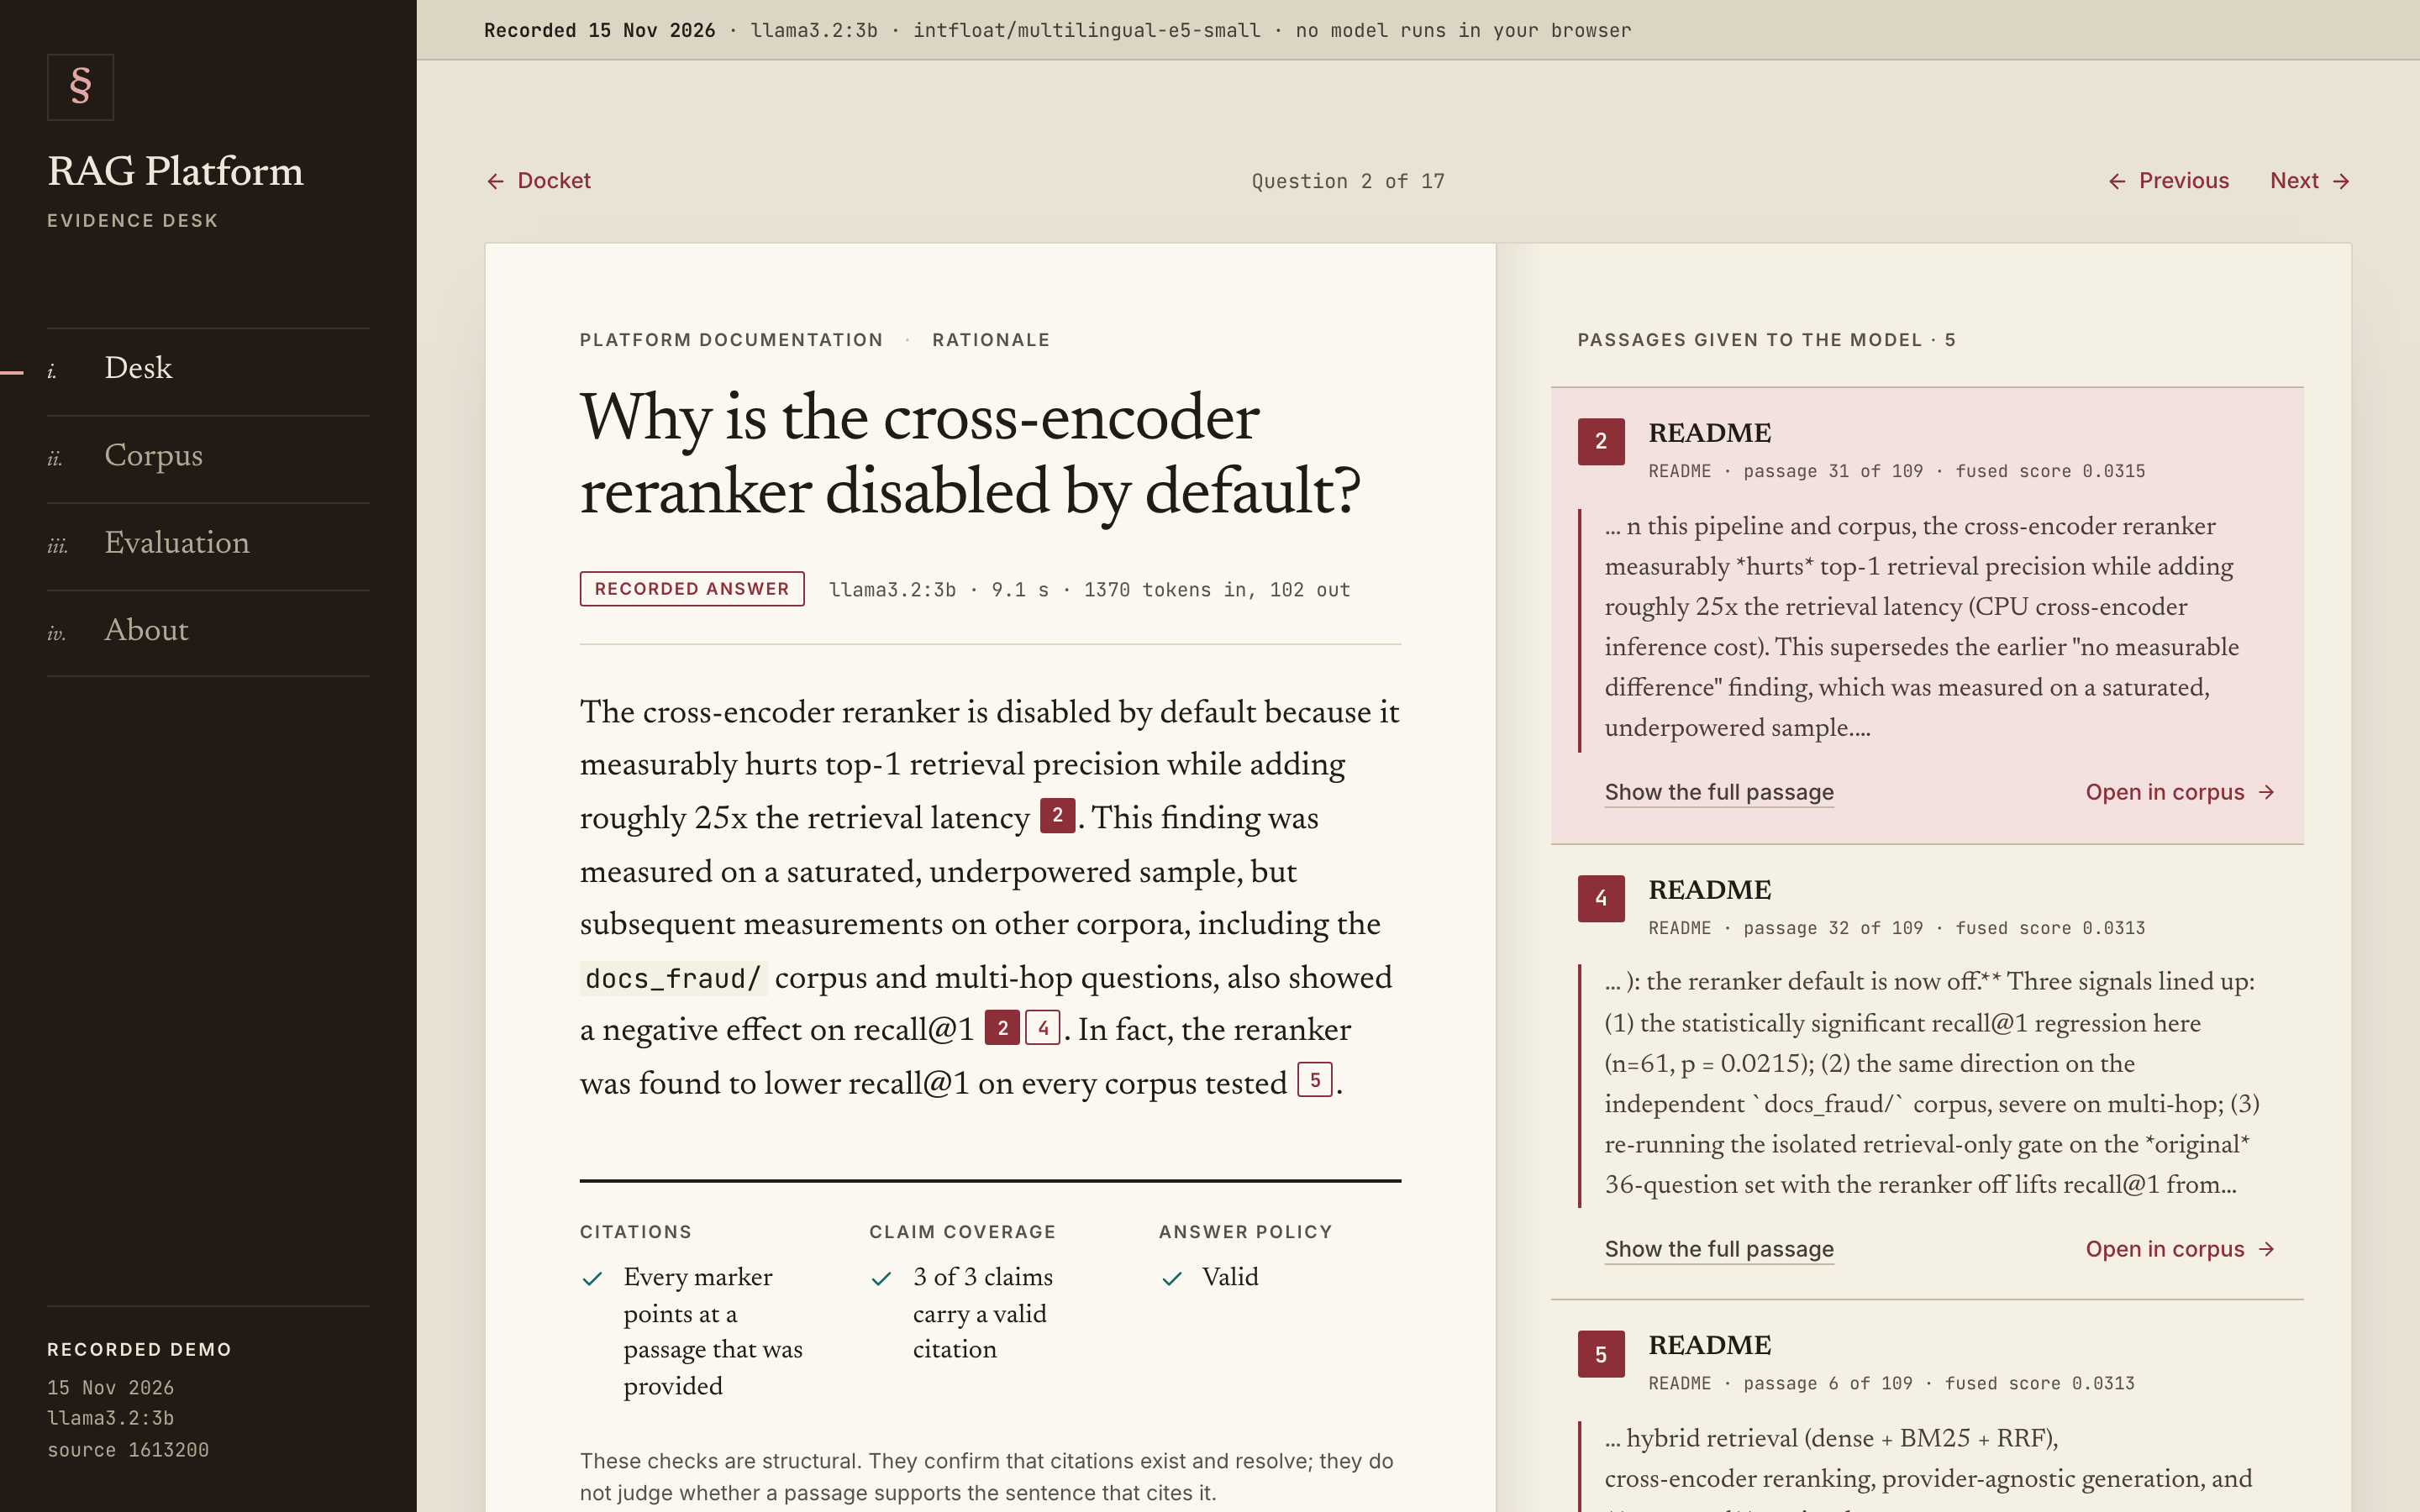 §
RAG Platform
EVIDENCE DESK
i. Desk
ii. Corpus
iii. Evaluation
iv. About
RECORDED DEMO
15 Nov 2026
llama3.2:3b
source 1613200
Recorded 15 Nov 2026 · llama3.2:3b · intfloat/multilingual-e5-small · no model runs in your browser
← Docket
Question 2 of 17
← Previous
Next →
PLATFORM DOCUMENTATION · RATIONALE
Why is the cross-encoder
reranker disabled by default?
RECORDED ANSWER llama3.2:3b · 9.1 s · 1370 tokens in, 102 out
The cross-encoder reranker is disabled by default because it
measurably hurts top-1 retrieval precision while adding
roughly 25x the retrieval latency 2. This finding was
measured on a saturated, underpowered sample, but
subsequent measurements on other corpora, including the
docs_fraud/ corpus and multi-hop questions, also showed
a negative effect on recall@1 2 4. In fact, the reranker
was found to lower recall@1 on every corpus tested 5.
CITATIONS
Every marker
points at a
passage that was
provided
CLAIM COVERAGE
3 of 3 claims
carry a valid
citation
ANSWER POLICY
Valid
These checks are structural. They confirm that citations exist and resolve; they do
not judge whether a passage supports the sentence that cites it.
PASSAGES GIVEN TO THE MODEL · 5
2 README
README · passage 31 of 109 · fused score 0.0315
... n this pipeline and corpus, the cross-encoder reranker
measurably *hurts* top-1 retrieval precision while adding
roughly 25x the retrieval latency (CPU cross-encoder
inference cost). This supersedes the earlier "no measurable
difference" finding, which was measured on a saturated,
underpowered sample....
Show the full passage
Open in corpus →
4 README
README · passage 32 of 109 · fused score 0.0313
... ): the reranker default is now off.** Three signals lined up:
(1) the statistically significant recall@1 regression here
(n=61, p = 0.0215); (2) the same direction on the
independent `docs_fraud/` corpus, severe on multi-hop; (3)
re-running the isolated retrieval-only gate on the *original*
36-question set with the reranker off lifts recall@1 from...
Show the full passage
Open in corpus →
5 README
README · passage 6 of 109 · fused score 0.0313
... hybrid retrieval (dense + BM25 + RRF),
cross-encoder reranking, provider-agnostic generation, and